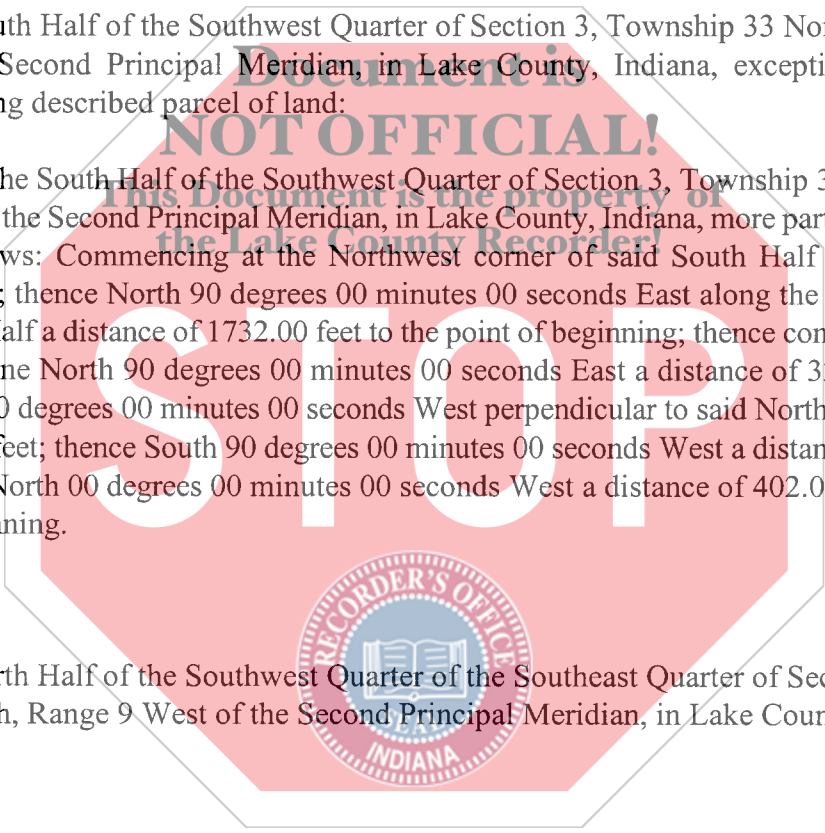 uth Half of the Southwest Quarter of Section 3, Township 33 Nor
Second Principal Meridian, in Lake County, Indiana, excepti
ng described parcel of land:
Document is
NOT OFFICIAL!
This Document is the property of
the Lake County Recorder!
he South Half of the Southwest Quarter of Section 3, Township 3
the Second Principal Meridian, in Lake County, Indiana, more part
ws: Commencing at the Northwest corner of said South Half
; thence North 90 degrees 00 minutes 00 seconds East along the
alf a distance of 1732.00 feet to the point of beginning; thence con
ne North 90 degrees 00 minutes 00 seconds East a distance of 3
0 degrees 00 minutes 00 seconds West perpendicular to said North
feet; thence South 90 degrees 00 minutes 00 seconds West a distan
North 00 degrees 00 minutes 00 seconds West a distance of 402.0
nning.
STOP
RECORDER'S OFFICE
SEAL
INDIANA
rth Half of the Southwest Quarter of the Southeast Quarter of Sec
h, Range 9 West of the Second Principal Meridian, in Lake Coun